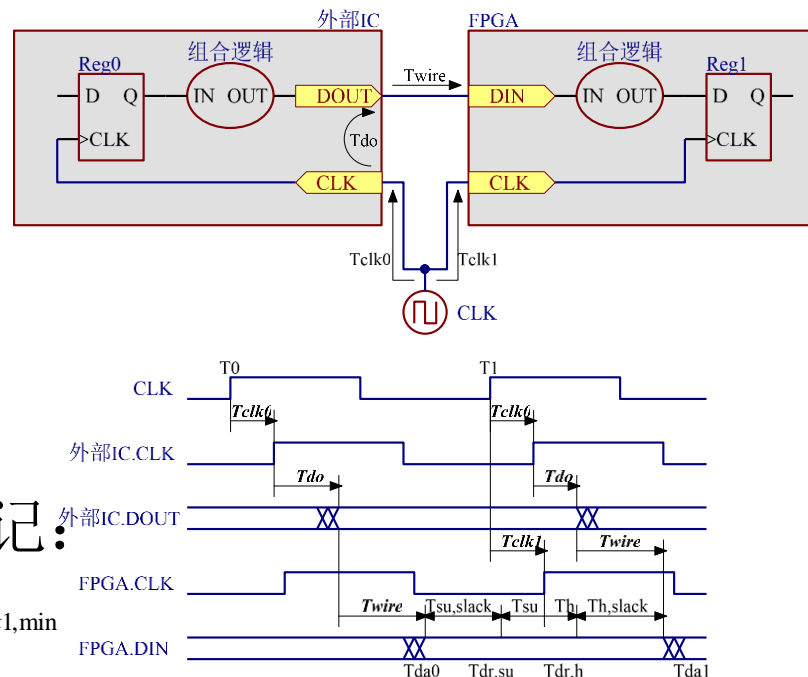 外部IC
FPGA
组合逻辑
组合逻辑
Reg0
Twire
Reg1
D Q
IN OUT
DOUT
DIN
IN OUT
D Q
CLK
Tdo
CLK
CLK
CLK
Tclk0
Tclk1
CLK
T0
T1
CLK
Tclk0
Tclk0
外部IC.CLK
Tdo
Tdo
记：
外部IC.DOUT
Tclk1
Twire
FPGA.CLK
Twire
Tsu,slack
Tsu
Th
Th,slack
1,min
FPGA.DIN
Tda0
Tdr,su
Tdr,h
Tda1